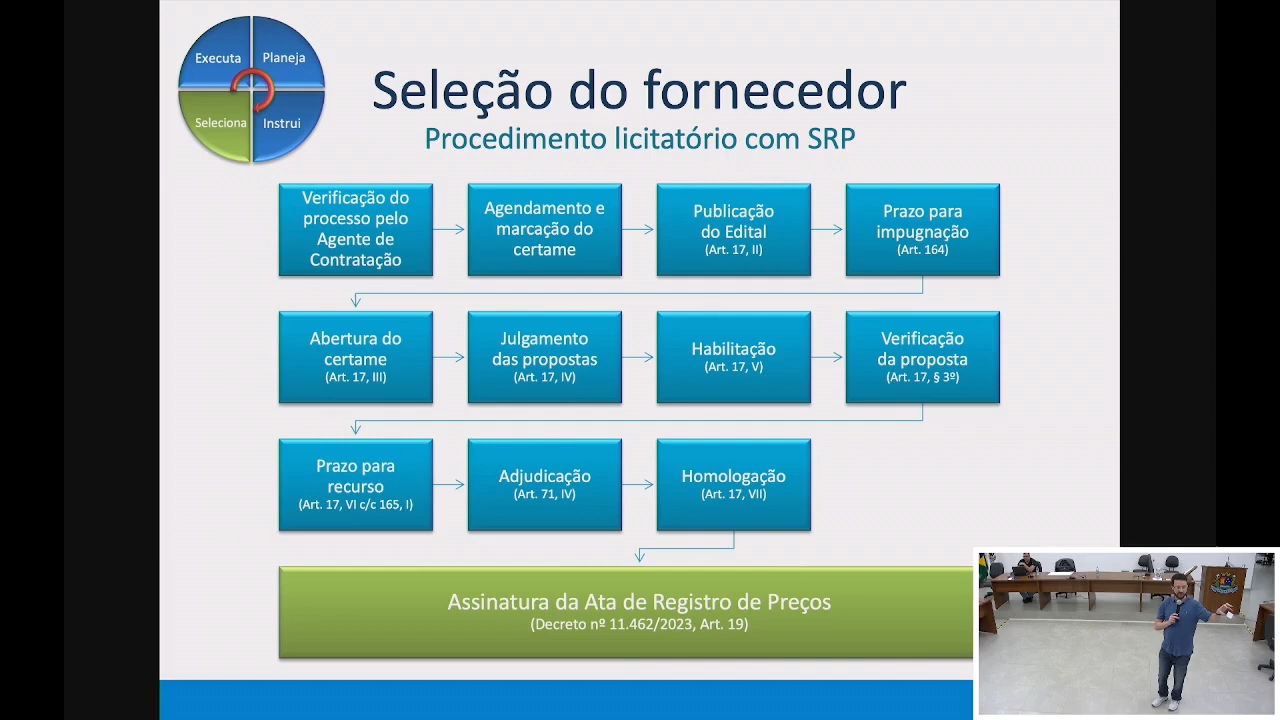 Executa
Planeja
Seleciona
Instrui
Seleção do fornecedor
Procedimento licitatório com SRP
Verificação do
processo pelo
Agente de
Contratação
Agendamento e
marcação do
certame
Publicação
do Edital
(Art. 17, II)
Prazo para
impugnação
(Art. 164)
Abertura do
certame
(Art. 17, III)
Julgamento
das propostas
(Art. 17, IV)
Habilitação
(Art. 17, V)
Verificação
da proposta
(Art. 17, § 3º)
Prazo para
recurso
(Art. 17, VI c/c 165, I)
Adjudicação
(Art. 71, IV)
Homologação
(Art. 17, VII)
Assinatura da Ata de Registro de Preços
(Decreto nº 11.462/2023, Art. 19)